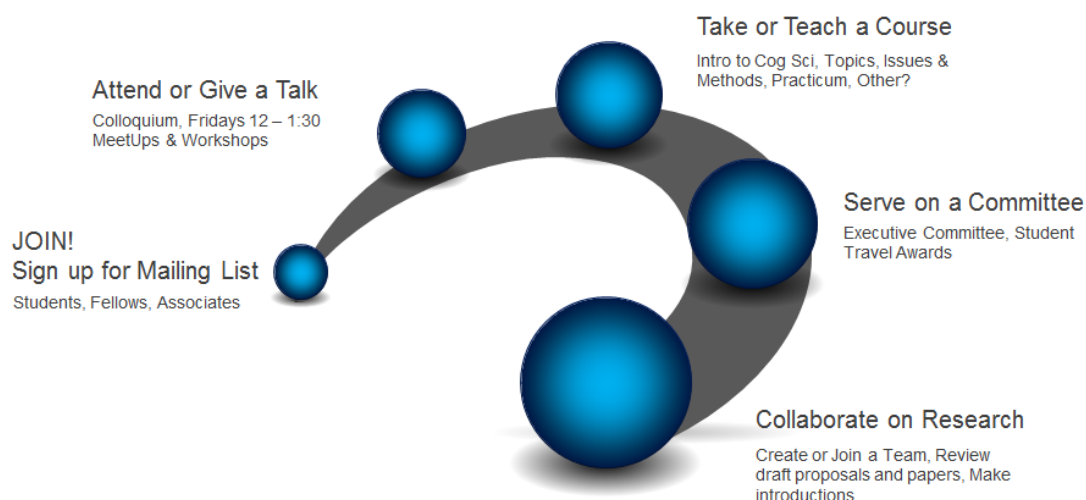 JOIN!
Sign up for Mailing List
Students, Fellows, Associates
Attend or Give a Talk
Colloquium, Fridays 12 – 1:30
MeetUps & Workshops
Take or Teach a Course
Intro to Cog Sci, Topics, Issues &
Methods, Practicum, Other?
Serve on a Committee
Executive Committee, Student
Travel Awards
Collaborate on Research
Create or Join a Team, Review
draft proposals and papers, Make
introductions